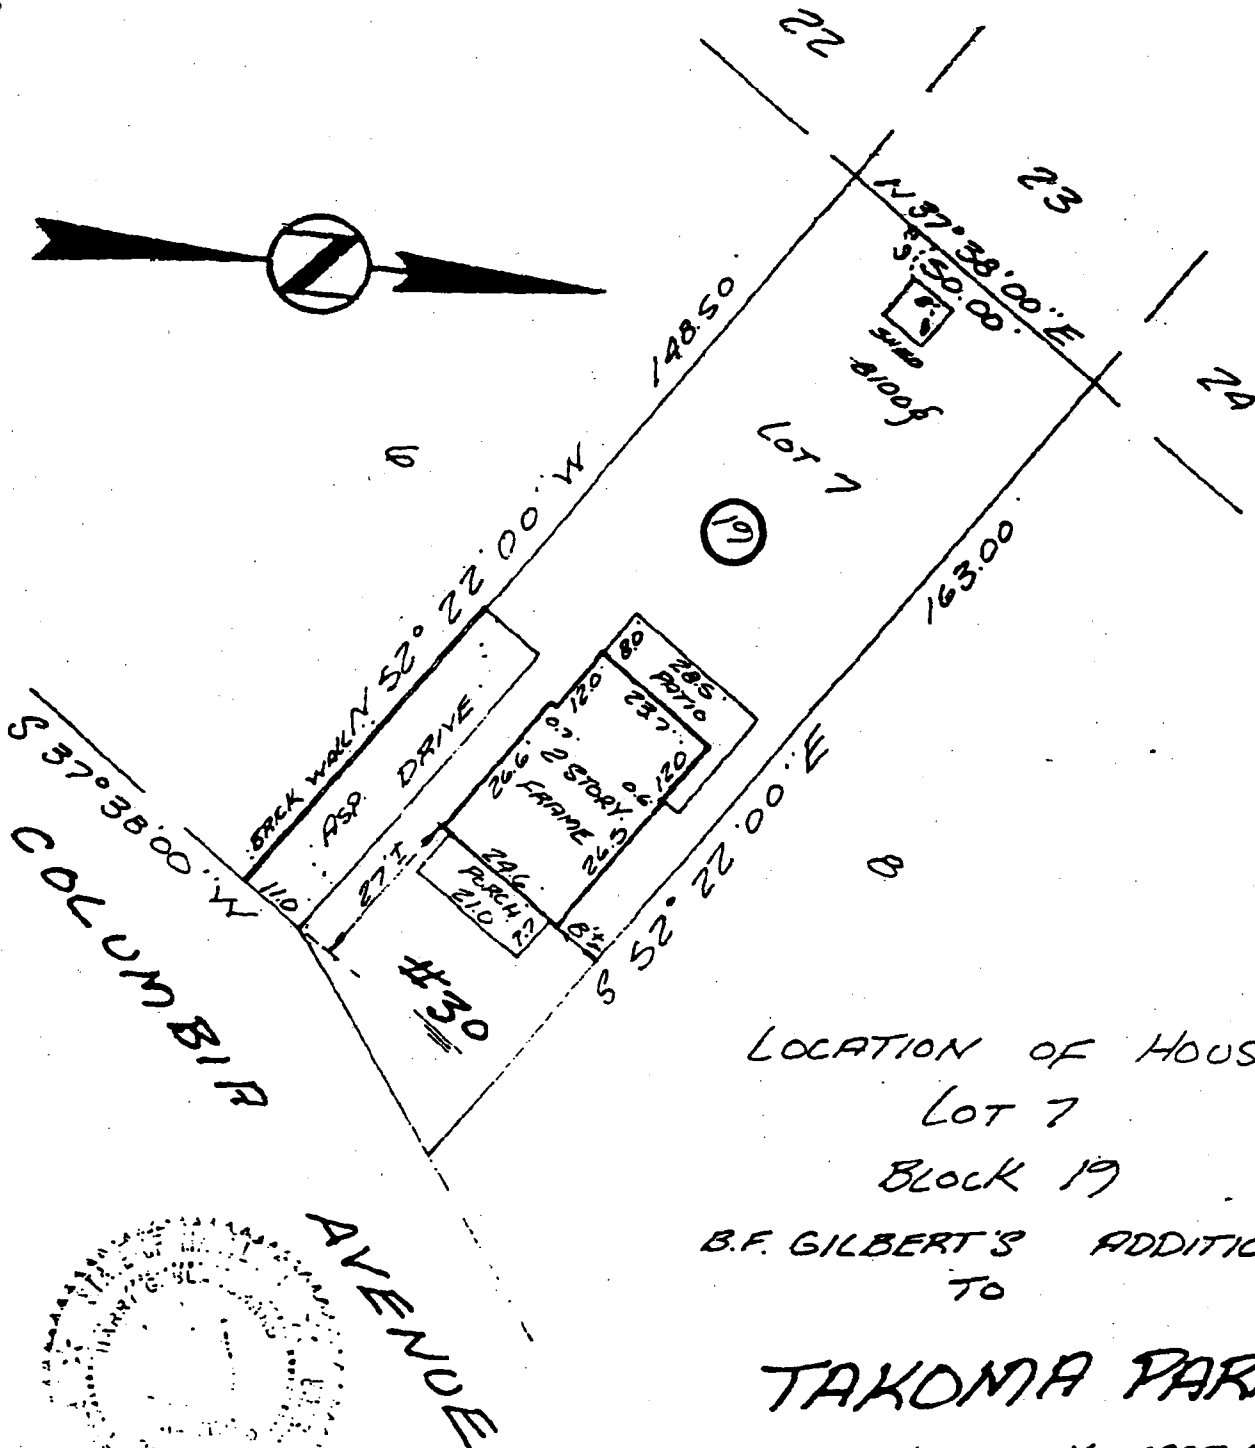 22
23
24
N 37° 38' 00" E
50.00'
SHED
8100 ₵
LOT 7
19
148.50
163.00
6
8
N 52° 22' 00" W
BRICK WALL
ASP. DRIVE
11.0
27'±
8.0
28.5
PATIO
12.0
23.7
0.7
26.6
2 STORY
FRAME
0.6
12.0
26.5
24.6
PORCH
21.0
7.7
8'±
S 52° 22' 00" E
S 37° 38' 00" W
#30
COLUMBIA
AVENUE
LOCATION OF HOUS
LOT 7
BLOCK 19
B.F. GILBERT'S ADDITIO
TO
TAKOMA PAR